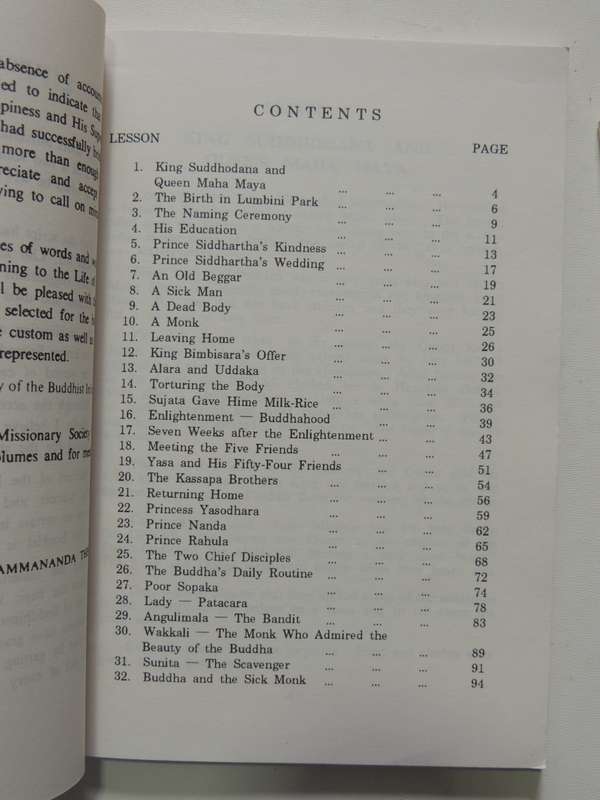 absence of
ed to indicate
piness and His
had successfully
more than enough
reciate and accept
ying to call on
es of words and
ning to the Life of
l be pleased with
selected for the
e custom as well
represented.
y of the Buddhist
Missionary Society
olumes and for
AMMANANDA
CONTENTS
LESSON PAGE
1. King Suddhodana and
Queen Maha Maya ... ... ... 4
2. The Birth in Lumbini Park ... ... ... 6
3. The Naming Ceremony ... ... ... 9
4. His Education ... ... ... 11
5. Prince Siddhartha's Kindness ... ... ... 13
6. Prince Siddhartha's Wedding ... ... ... 17
7. An Old Beggar ... ... ... 19
8. A Sick Man ... ... ... 21
9. A Dead Body ... ... ... 23
10. A Monk ... ... ... 25
11. Leaving Home ... ... ... 26
12. King Bimbisara's Offer ... ... ... 30
13. Alara and Uddaka ... ... ... 32
14. Torturing the Body ... ... ... 34
15. Sujata Gave Hime Milk-Rice ... ... ... 36
16. Enlightenment — Buddhahood ... ... 39
17. Seven Weeks after the Enlightenment ... ... 43
18. Meeting the Five Friends ... ... ... 47
19. Yasa and His Fifty-Four Friends ... ... 51
20. The Kassapa Brothers ... ... ... 54
21. Returning Home ... ... ... 56
22. Princess Yasodhara ... ... ... 59
23. Prince Nanda ... ... ... 62
24. Prince Rahula ... ... ... 65
25. The Two Chief Disciples ... ... ... 68
26. The Buddha's Daily Routine ... ... ... 72
27. Poor Sopaka ... ... ... 74
28. Lady — Patacara ... ... ... 78
29. Angulimala — The Bandit ... ... ... 83
30. Wakkali — The Monk Who Admired the
Beauty of the Buddha ... ... ... 89
31. Sunita — The Scavenger ... ... ... 91
32. Buddha and the Sick Monk ... ... ... 94